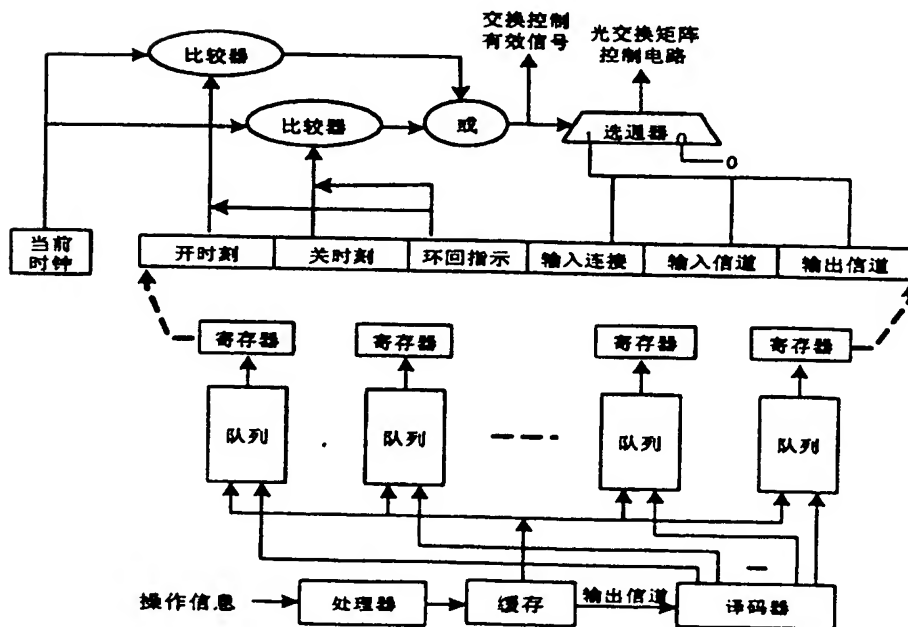 交换控制
有效信号
光交换矩阵
控制电路
比较器
比较器
或
选通器
0
0
当前
时钟
开时刻
关时刻
环回指示
输入连接
输入信道
输出信道
寄存器
寄存器
寄存器
寄存器
队列
队列
队列
队列
操作信息
处理器
缓存
输出信道
译码器